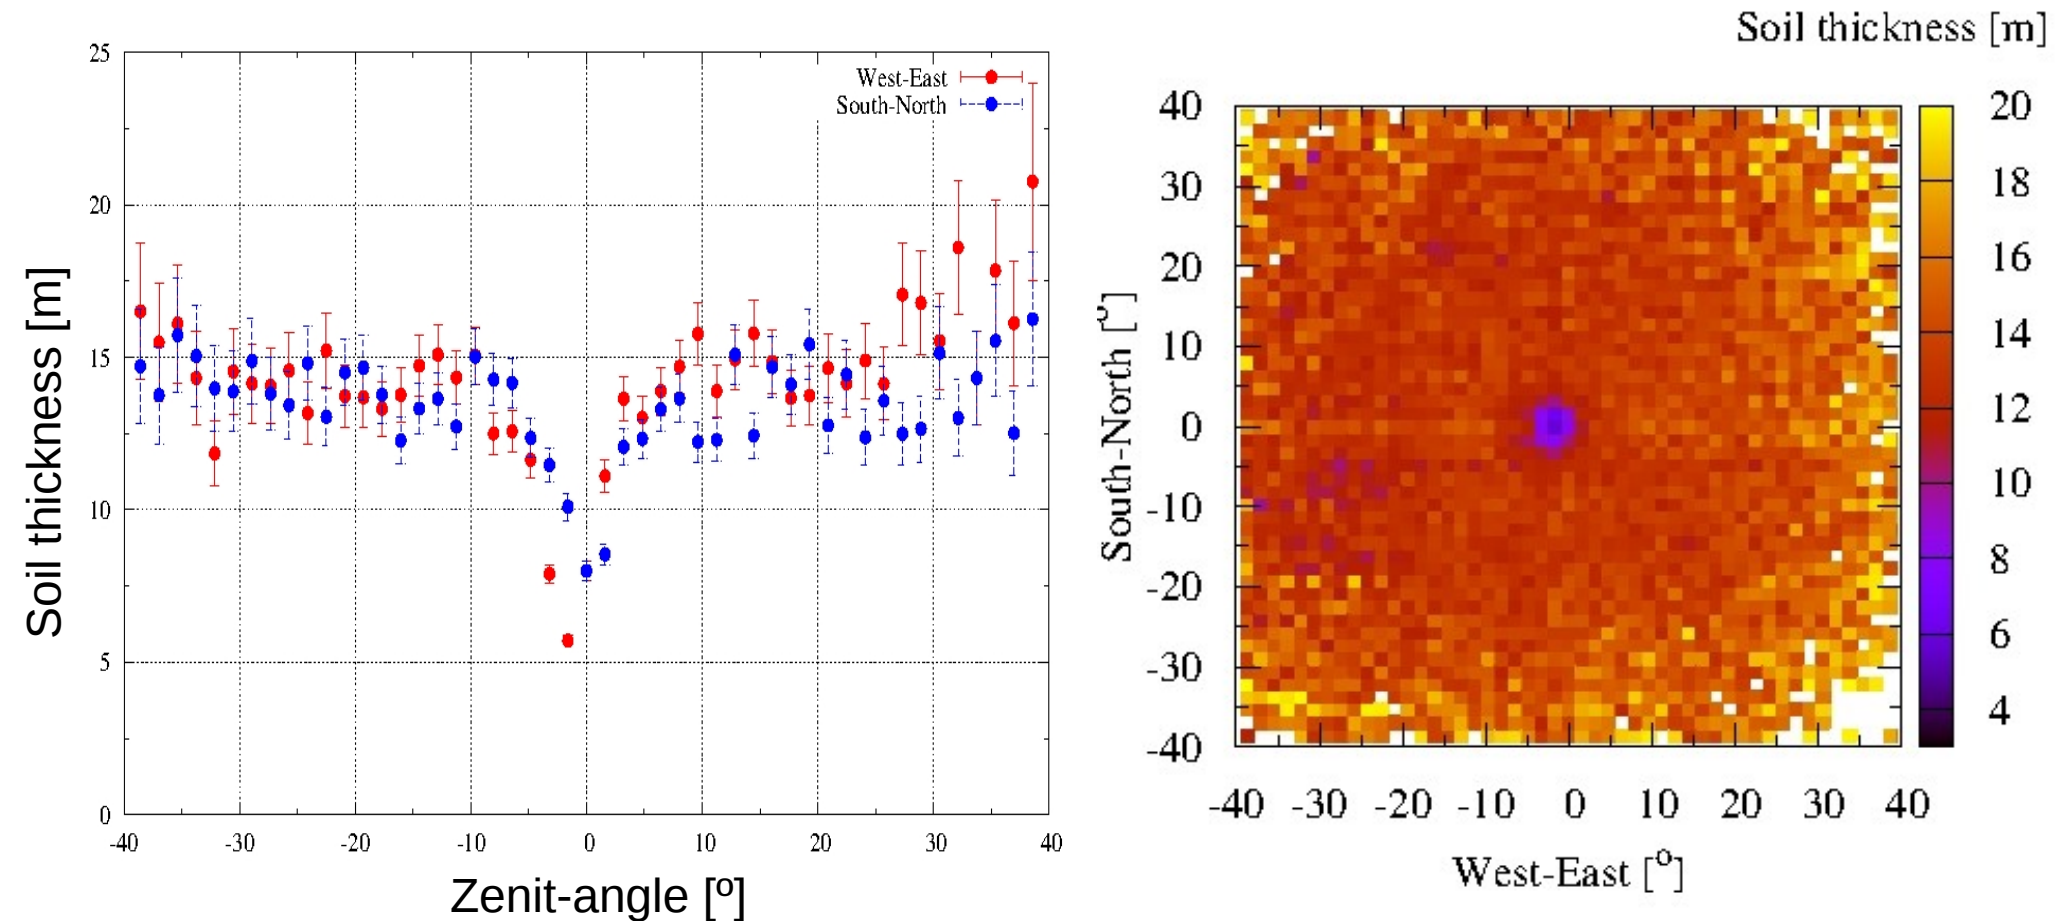 Soil thickness [m]
25
20
15
10
5
0
West-East
South-North
-40 -30 -20 -10 0 10 20 30 40
Zenit-angle [º]
Soil thickness [m]
40
30
20
10
0
-10
-20
-30
-40
South-North [º]
-40 -30 -20 -10 0 10 20 30 40
West-East [º]
20
18
16
14
12
10
8
6
4